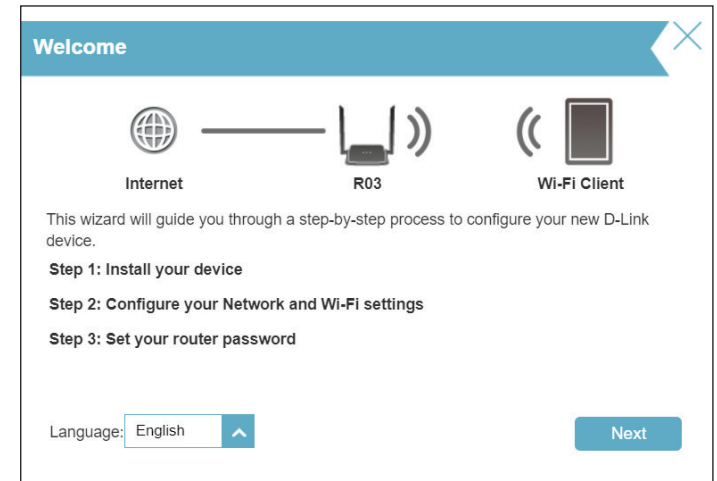 Welcome
Internet
R03
Wi-Fi Client
This wizard will guide you through a step-by-step process to configure your new D-Link
device.
Step 1: Install your device
Step 2: Configure your Network and Wi-Fi settings
Step 3: Set your router password
Language: English
Next